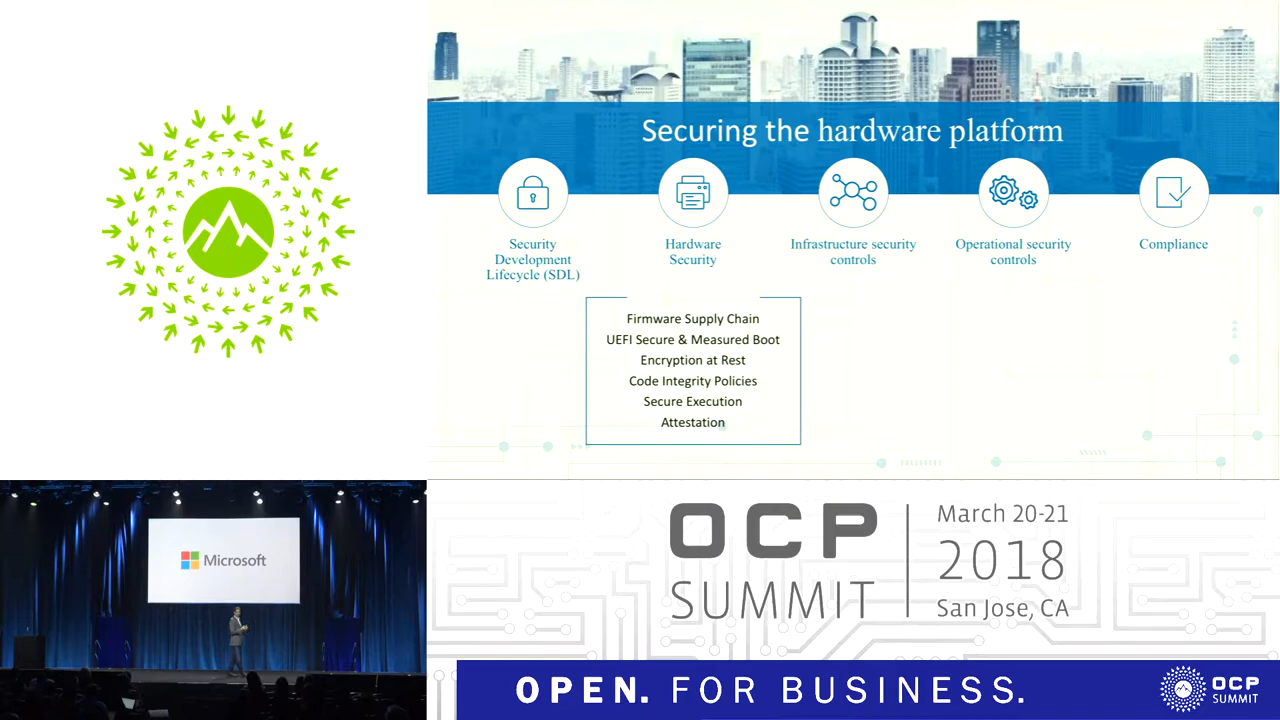 Securing the hardware platform
Security
Development
Lifecycle (SDL)
Hardware
Security
Infrastructure security
controls
Operational security
controls
Compliance
Firmware Supply Chain
UEFI Secure & Measured Boot
Encryption at Rest
Code Integrity Policies
Secure Execution
Attestation
Microsoft
OCP
SUMMIT
March 20-21
2018
San Jose, CA
OPEN. FOR BUSINESS.
OCP
SUMMIT